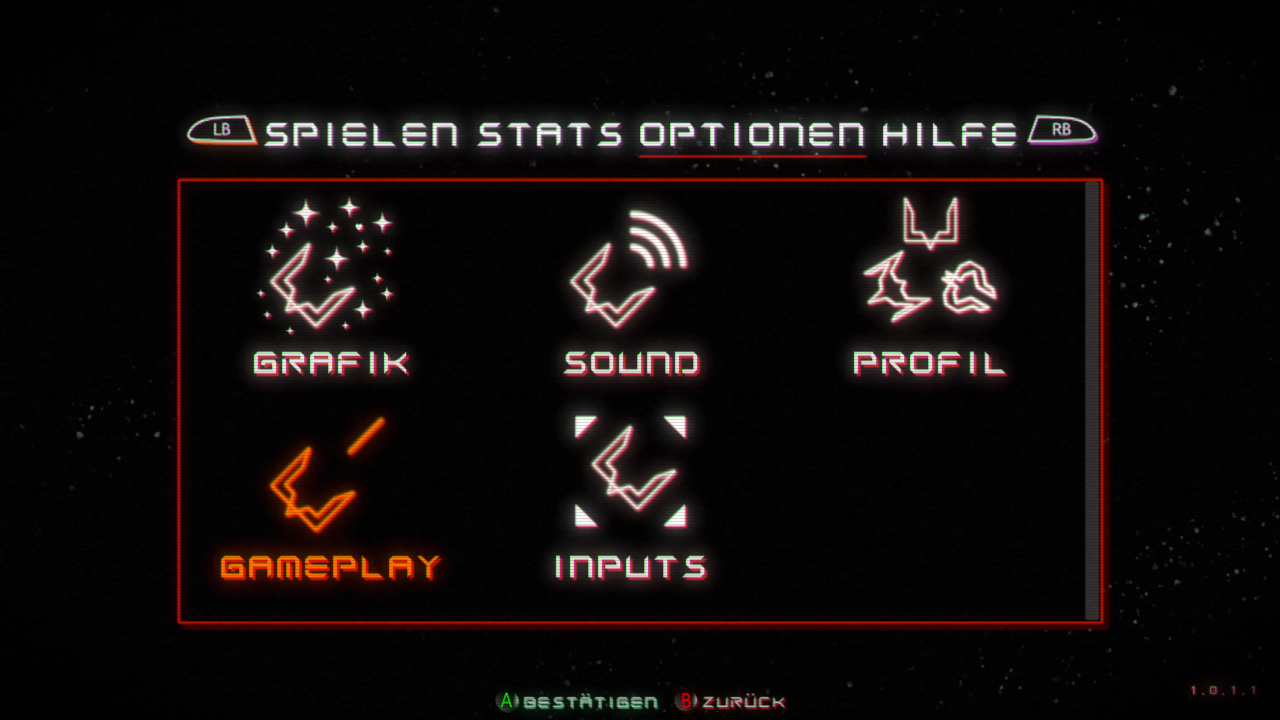 LB SPIELEN STATS OPTIONEN HILFE RB
GRAFIK SOUND PROFIL
GAMEPLAY INPUTS
A BESTÄTIGEN B ZURÜCK
1.0.1.1